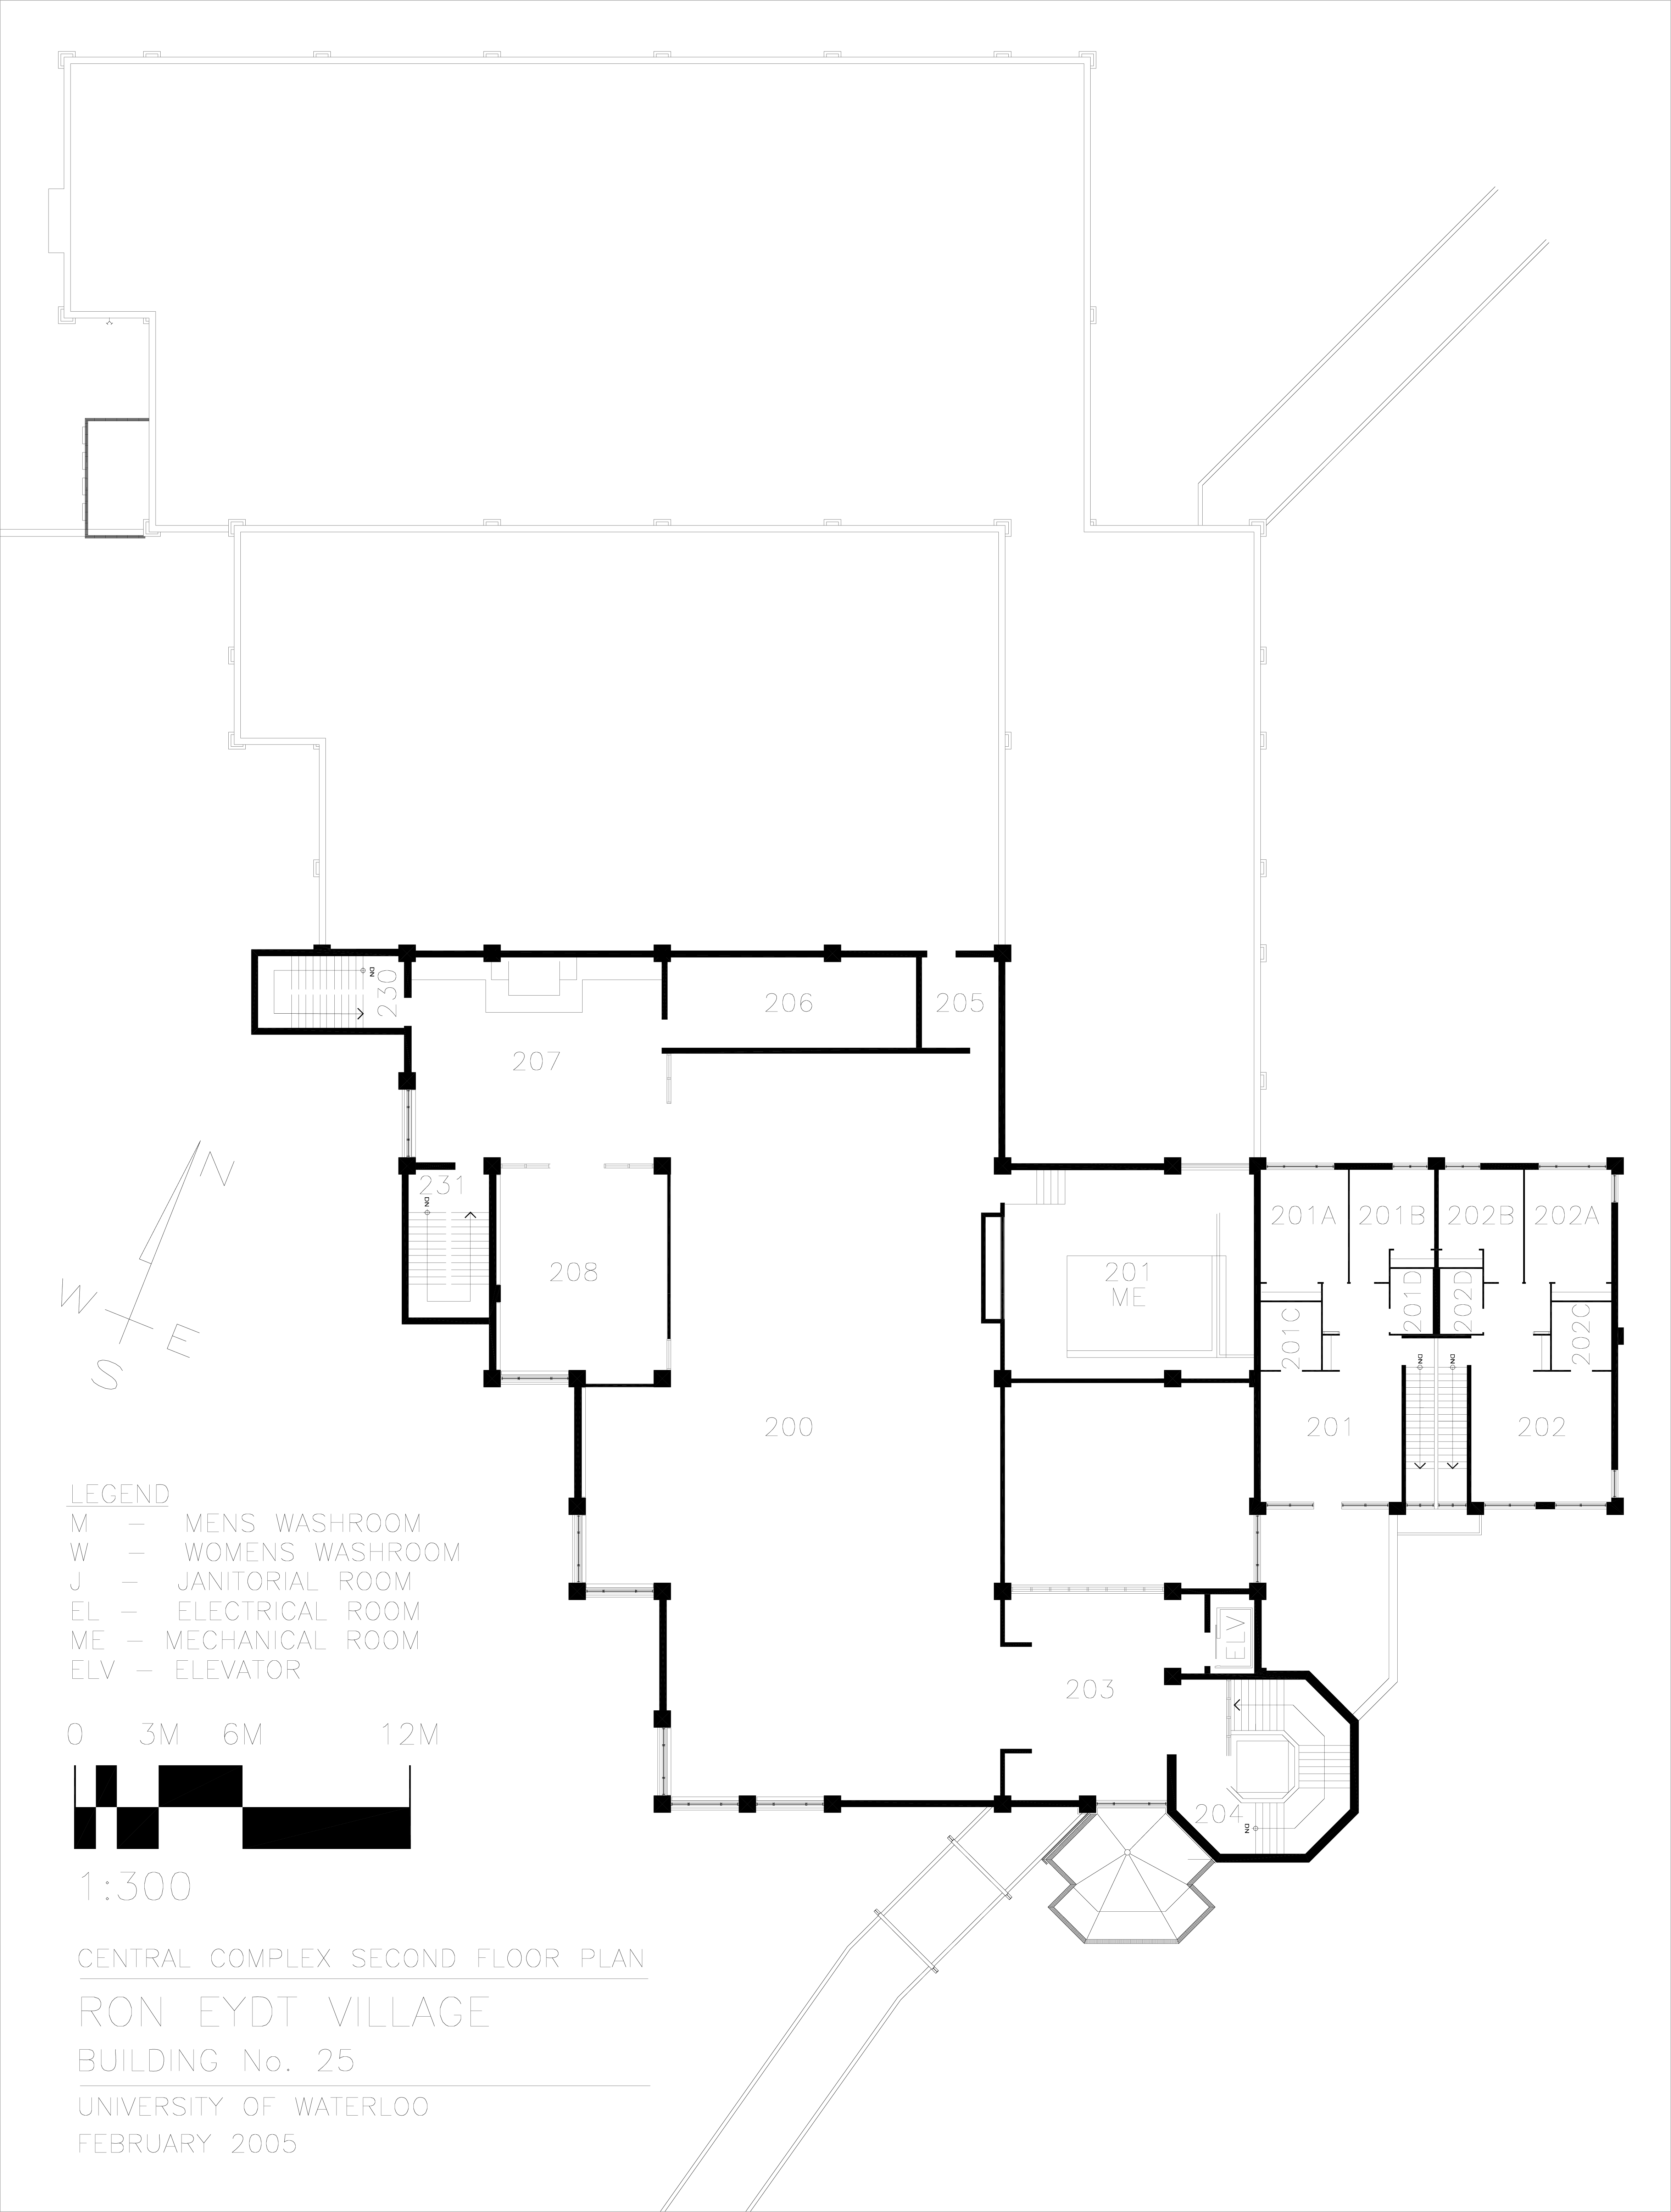 DN
230
206
205
207
231
DN
N
201A
201B
202B
202A
208
201
ME
201D
202D
W
E
S
201C
202C
DN
DN
200
201
202
LEGEND
M – MENS WASHROOM
W – WOMENS WASHROOM
J – JANITORIAL ROOM
EL – ELECTRICAL ROOM
ME – MECHANICAL ROOM
ELV – ELEVATOR
ELV
203
0 3M 6M 12M
204
DN
1:300
CENTRAL COMPLEX SECOND FLOOR PLAN
RON EYDT VILLAGE
BUILDING No. 25
UNIVERSITY OF WATERLOO
FEBRUARY 2005